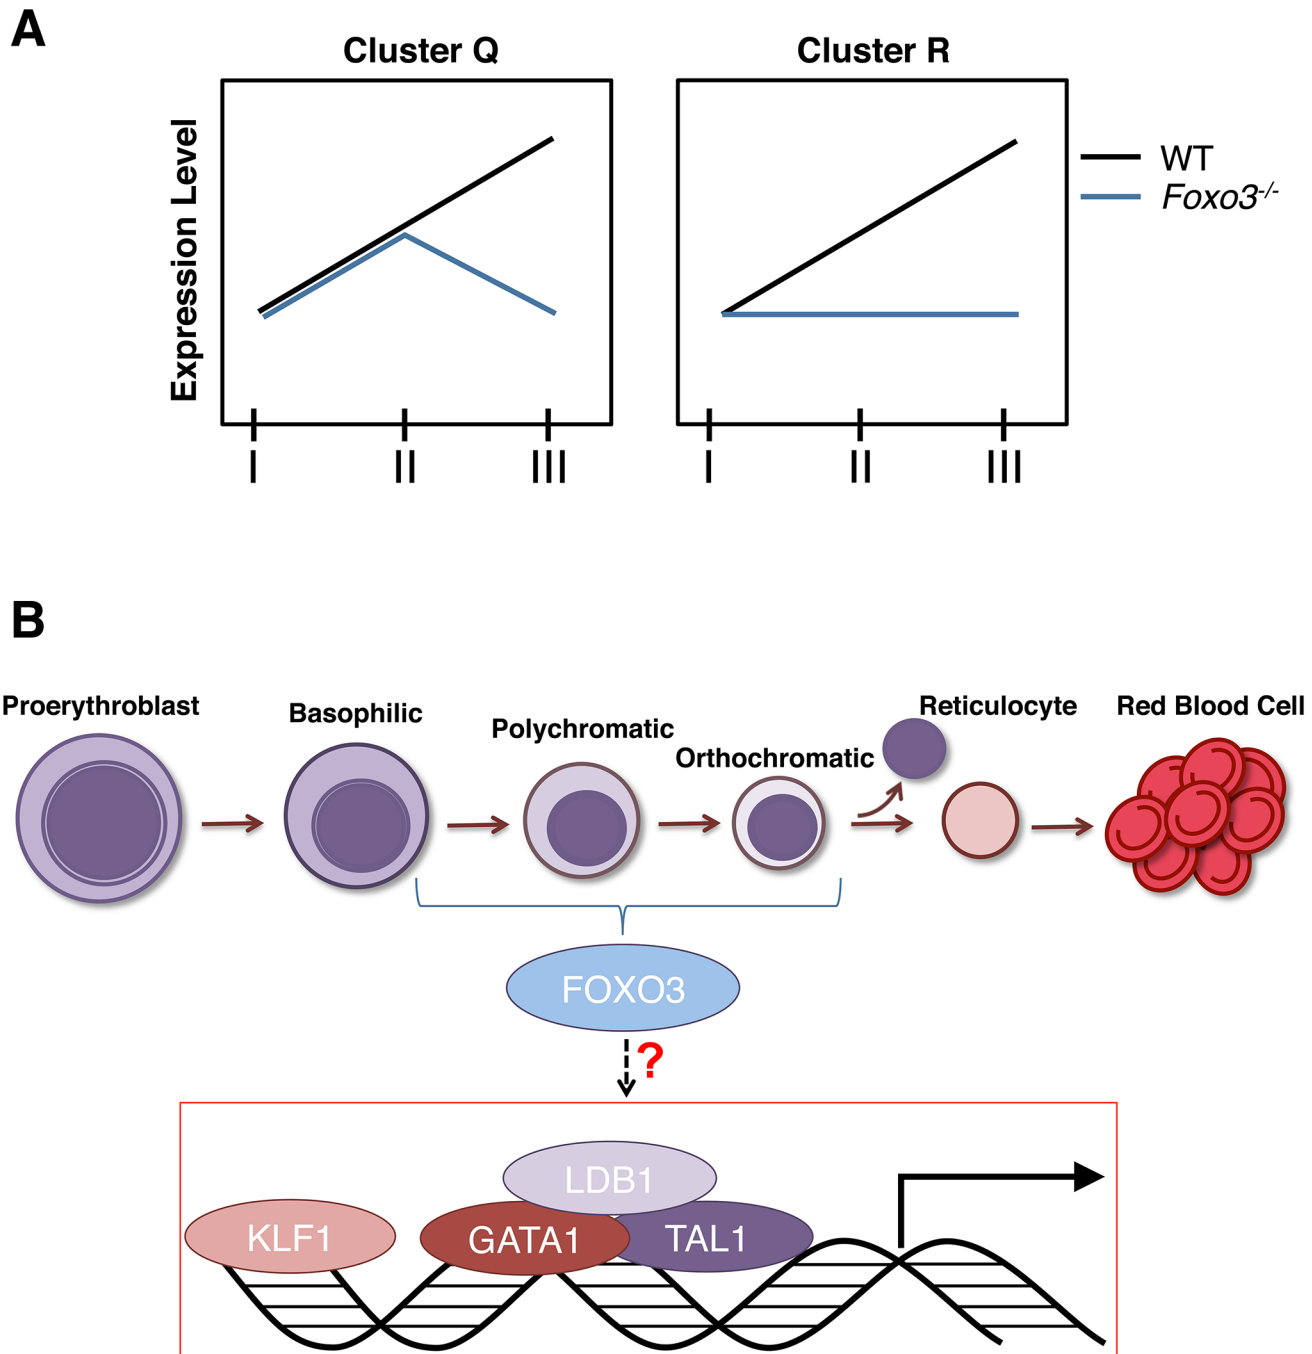 A
Cluster Q
Cluster R
Expression Level
WT
Foxo3-/-
I II III
I II III
B
Proerythroblast
Basophilic
Polychromatic
Orthochromatic
Reticulocyte
Red Blood Cell
FOXO3
?
LDB1
KLF1
GATA1
TAL1